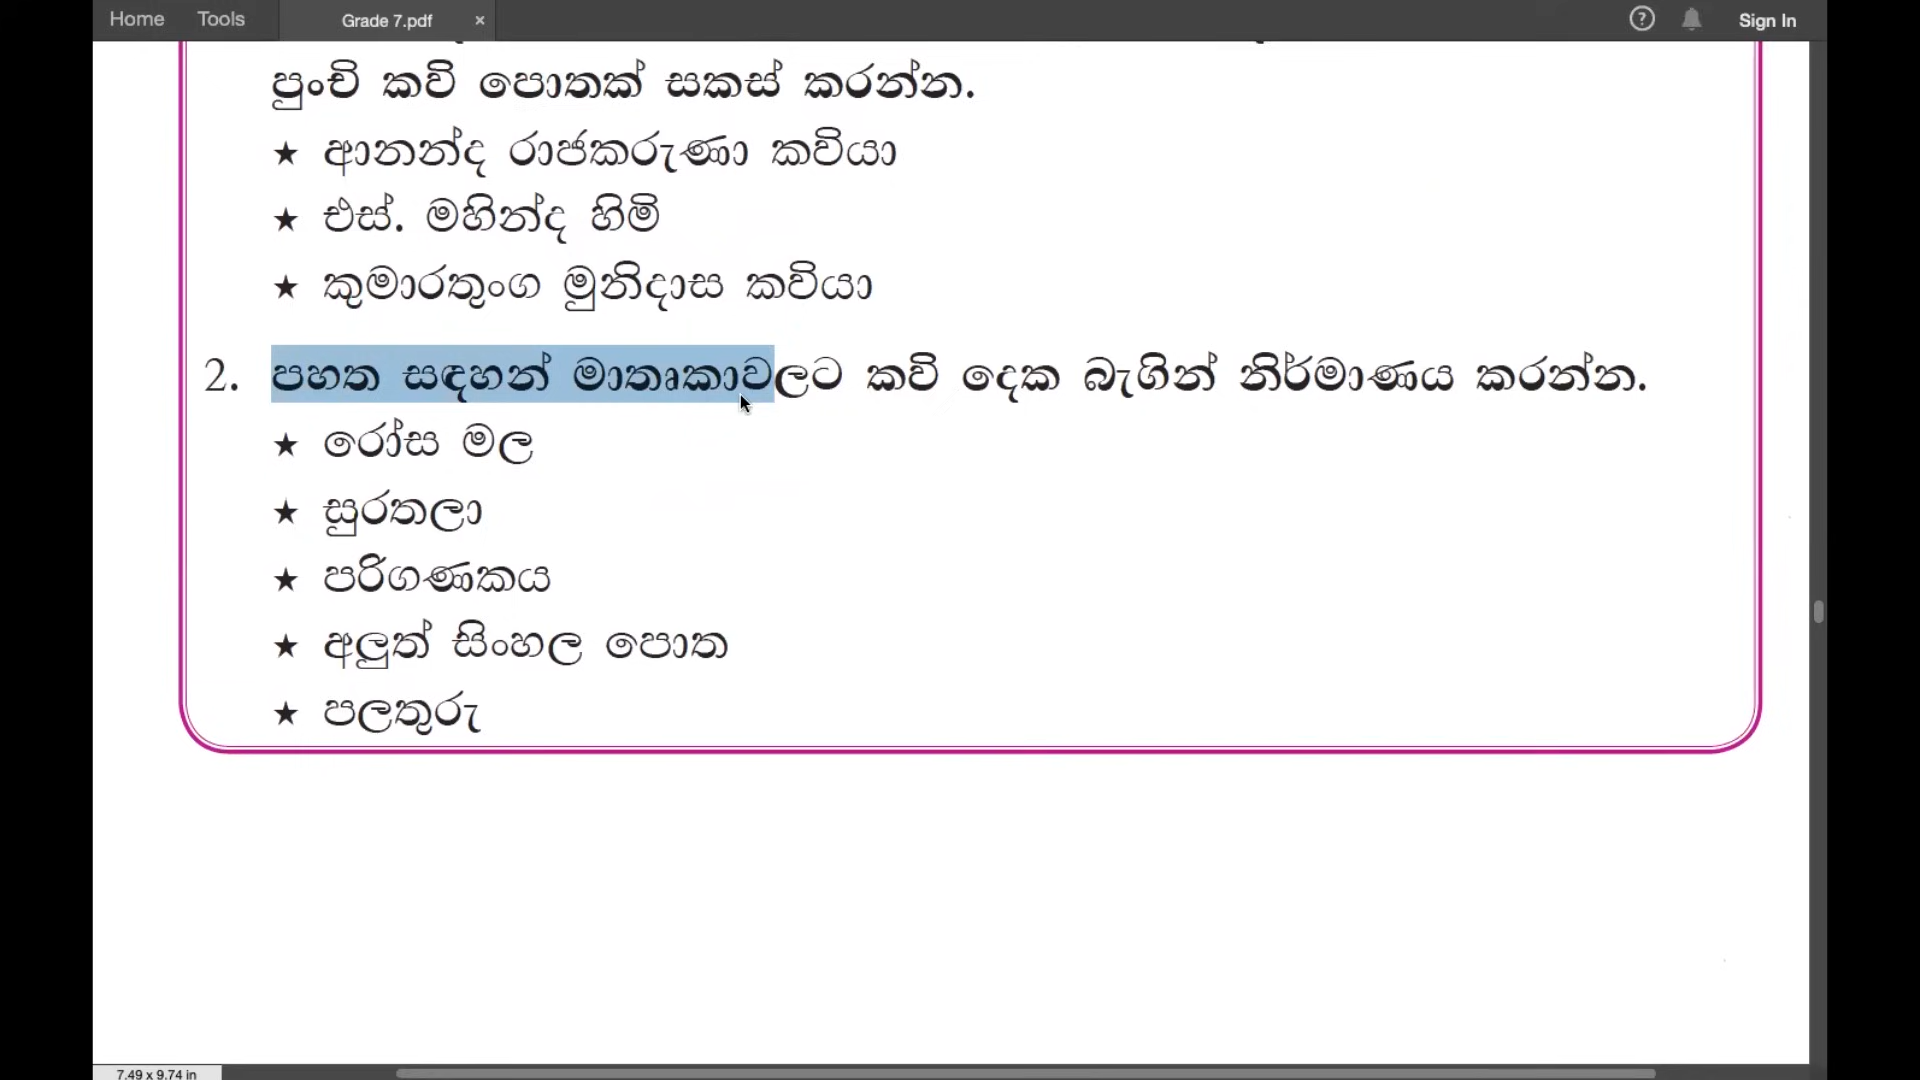 Home Tools Grade 7.pdf × ? Sign In
පුංචි කවි පොතක් සකස් කරන්න.
★ ආනන්ද රාජකරුණා කවියා
★ එස්. මහින්ද හිමි
★ කුමාරතුංග මුනිදාස කවියා
2. පහත සඳහන් මාතෘකාවලට කවි දෙක බැගින් නිර්මාණය කරන්න.
★ රෝස මල
★ සුරතලා
★ පරිගණකය
★ අලුත් සිංහල පොත
★ පලතුරු
7.49 x 9.74 in